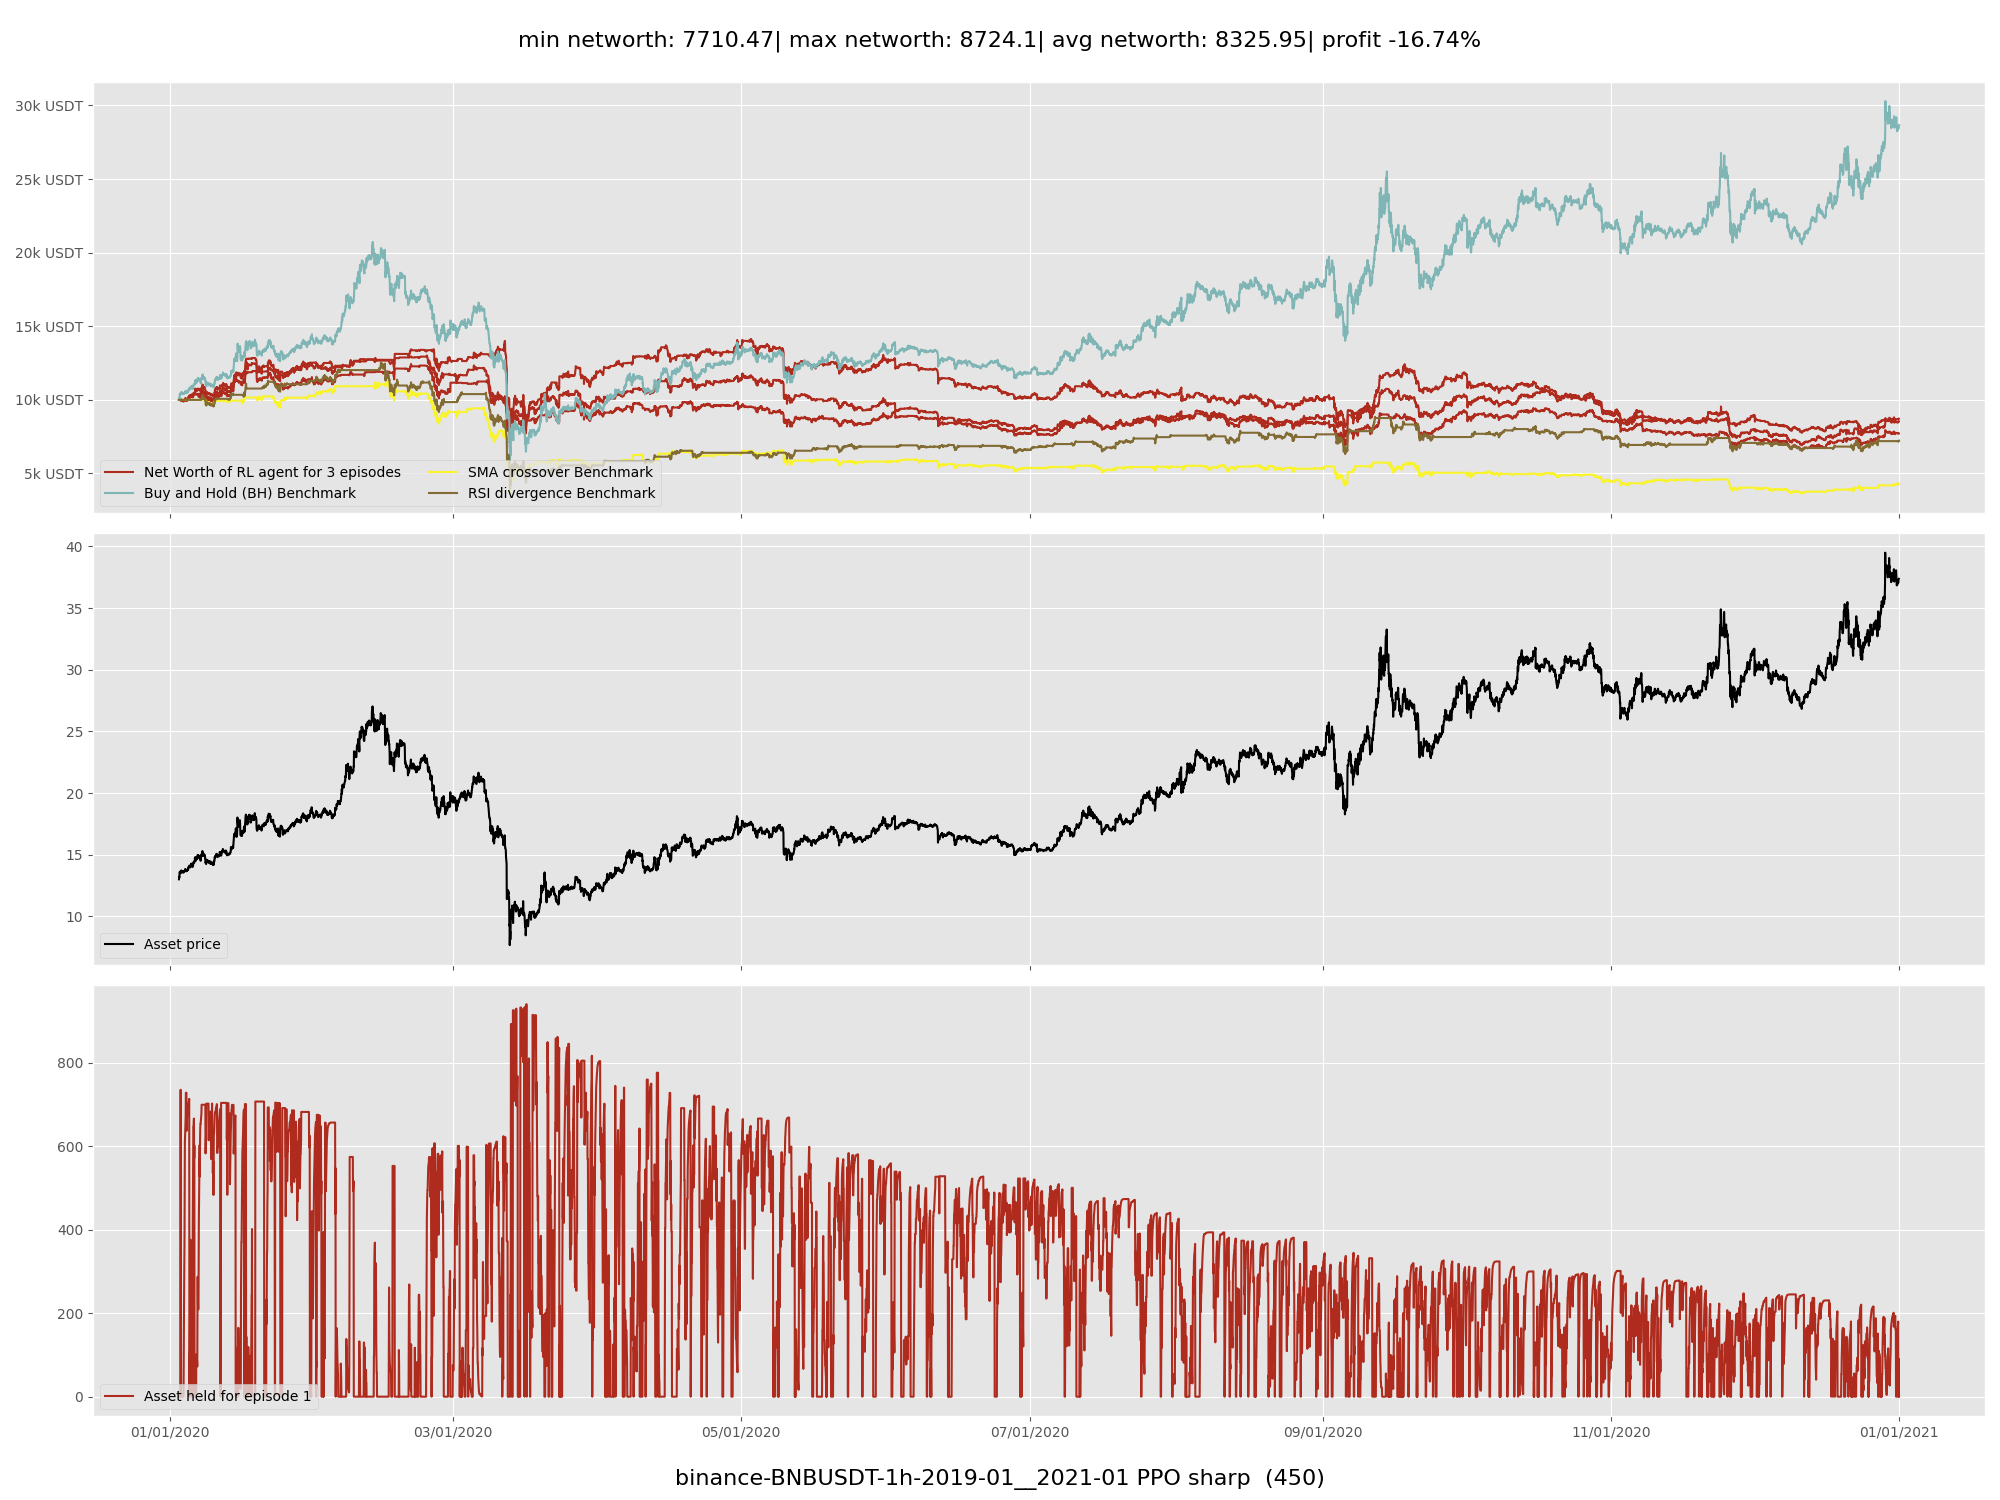 min networth: 7710.47| max networth: 8724.1| avg networth: 8325.95| profit -16.74%
30k USDT
25k USDT
20k USDT
15k USDT
10k USDT
5k USDT
Net Worth of RL agent for 3 episodes
Buy and Hold (BH) Benchmark
SMA crossover Benchmark
RSI divergence Benchmark
40
35
30
25
20
15
10
Asset price
800
600
400
200
0
Asset held for episode 1
01/01/2020 03/01/2020 05/01/2020 07/01/2020 09/01/2020 11/01/2020 01/01/2021
binance-BNBUSDT-1h-2019-01__2021-01 PPO sharp (450)